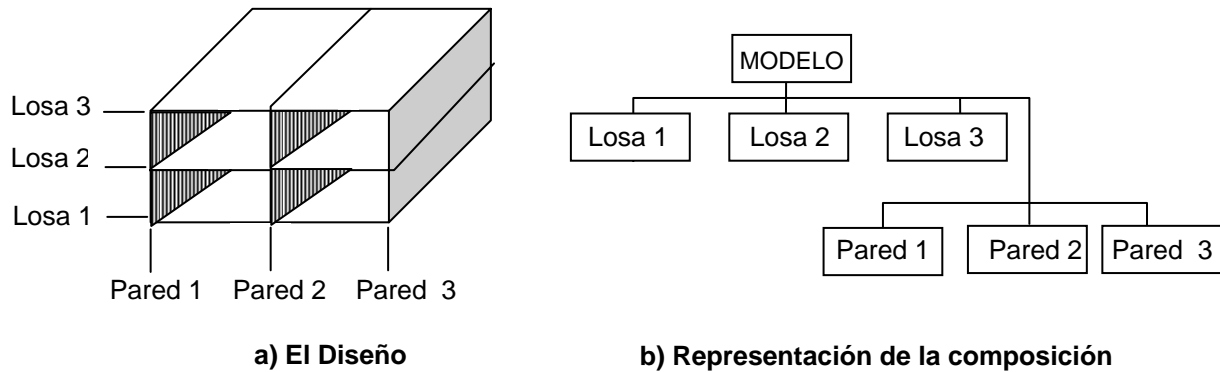 Losa 3
Losa 2
Losa 1
Pared 1 Pared 2 Pared 3
a) El Diseño
MODELO
Losa 1 Losa 2 Losa 3
Pared 1 Pared 2 Pared 3
b) Representación de la composición